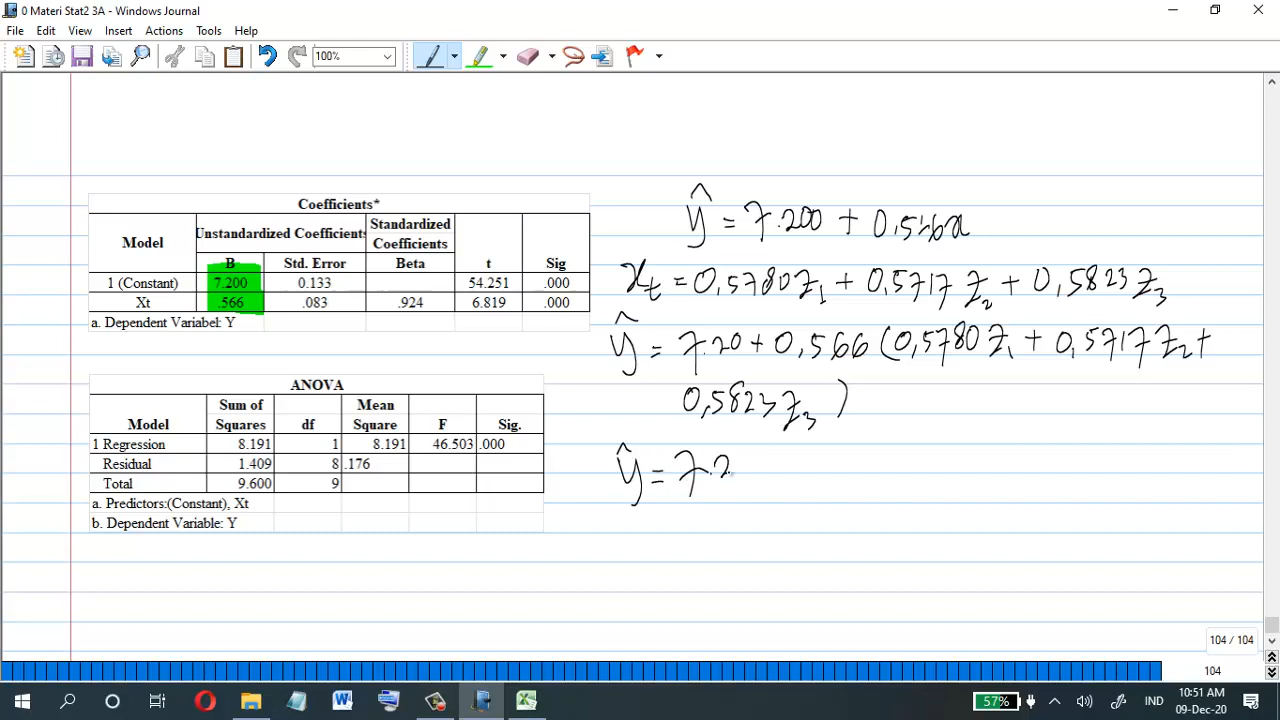 0 Materi Stat2 3A - Windows Journal
File Edit View Insert Actions Tools Help
100%
Coefficients*
Model Unstandardized Coefficients Standardized Coefficients t Sig
B Std. Error Beta
1 (Constant) 7.200 0.133 54.251 .000
Xt .566 .083 .924 6.819 .000
a. Dependent Variabel: Y
ANOVA
Model Sum of Squares df Mean Square F Sig.
1 Regression 8.191 1 8.191 46.503 .000
Residual 1.409 8 .176
Total 9.600 9
a. Predictors:(Constant), Xt
b. Dependent Variable: Y
ŷ = 7.200 +
x_t = 0,5780 z₁ + 0,5717 z₂ + 0,5823 z₃
ŷ = 7.20 + 0,566 (0,5780 z₁ + 0,5717 z₂ +
0,5823 z₃ )
ŷ = 7.2
104 / 104
104
57% IND 10:51 AM
09-Dec-20